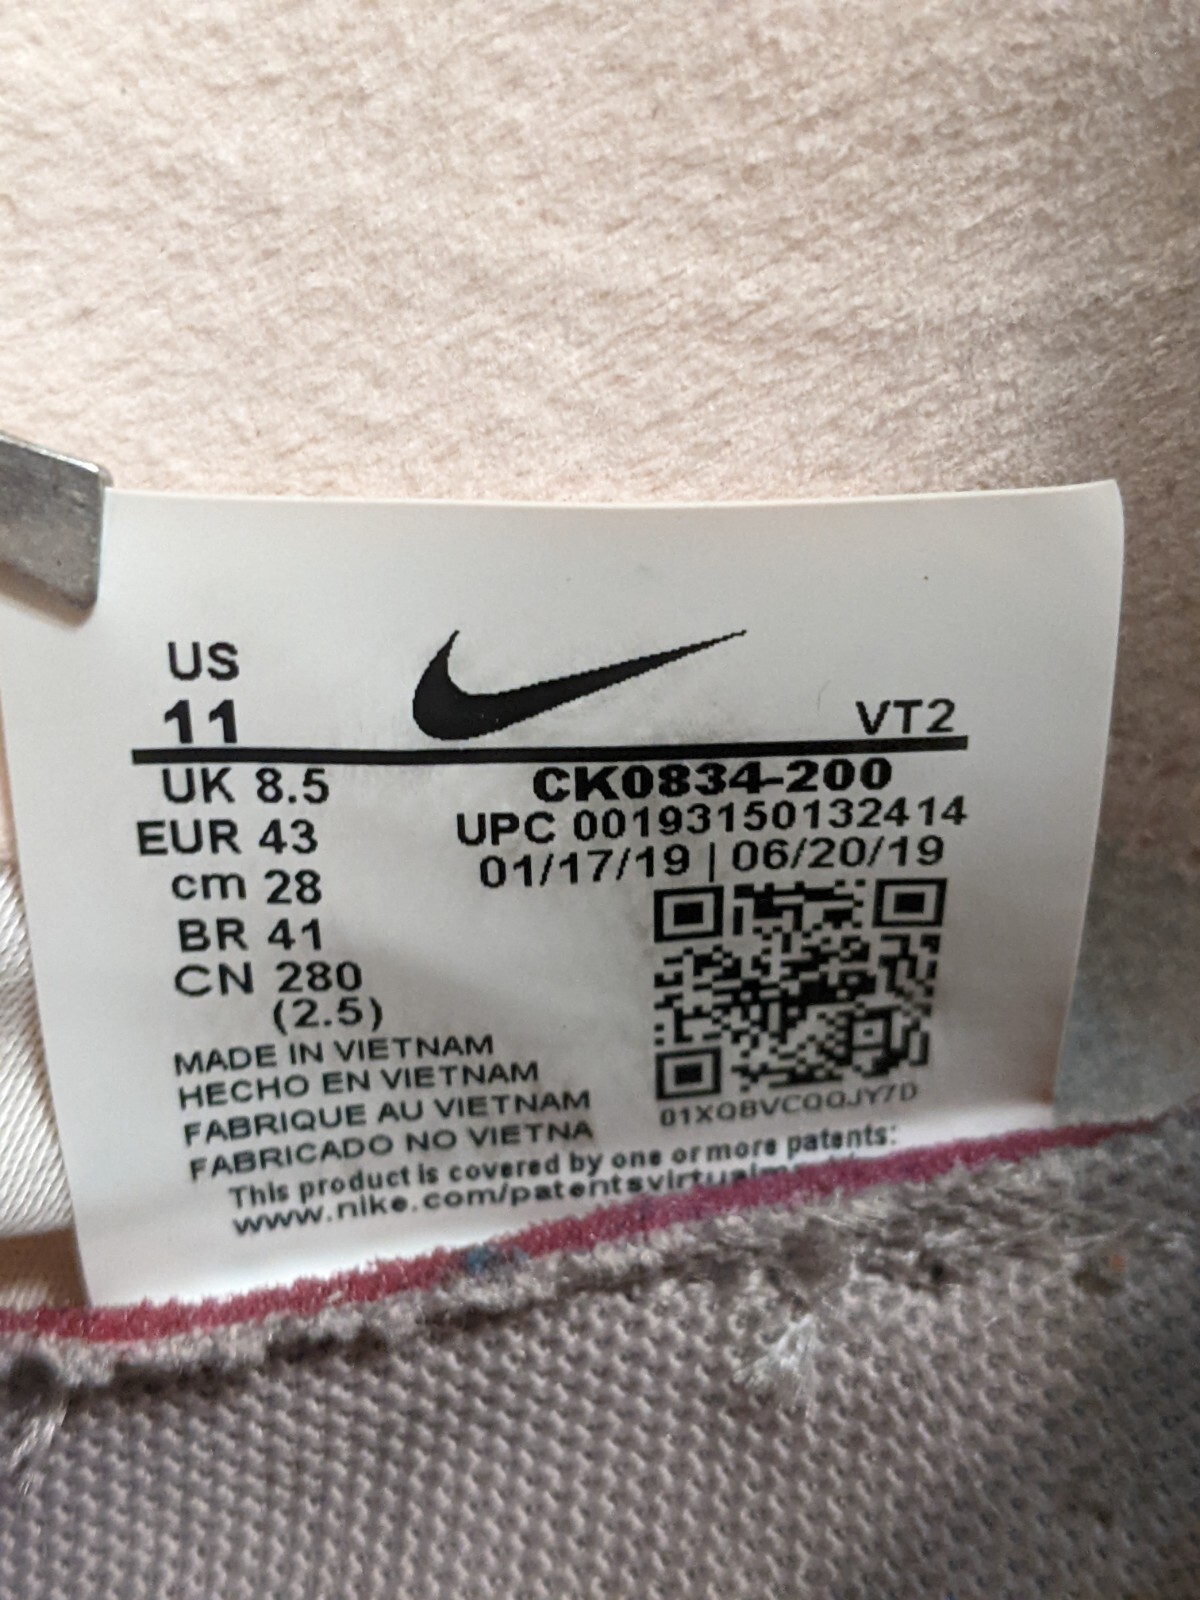 US
11
VT2
UK 8.5
CK0834-200
EUR 43
UPC 00193150132414
cm 28
01/17/19 | 06/20/19
BR 41
CN 280
(2.5)
MADE IN VIETNAM
HECHO EN VIETNAM
FABRIQUE AU VIETNAM
FABRICADO NO VIETNA
01XQBVCQQJY7D
This product is covered by one or more patents:
www.nike.com/patentsvirtual